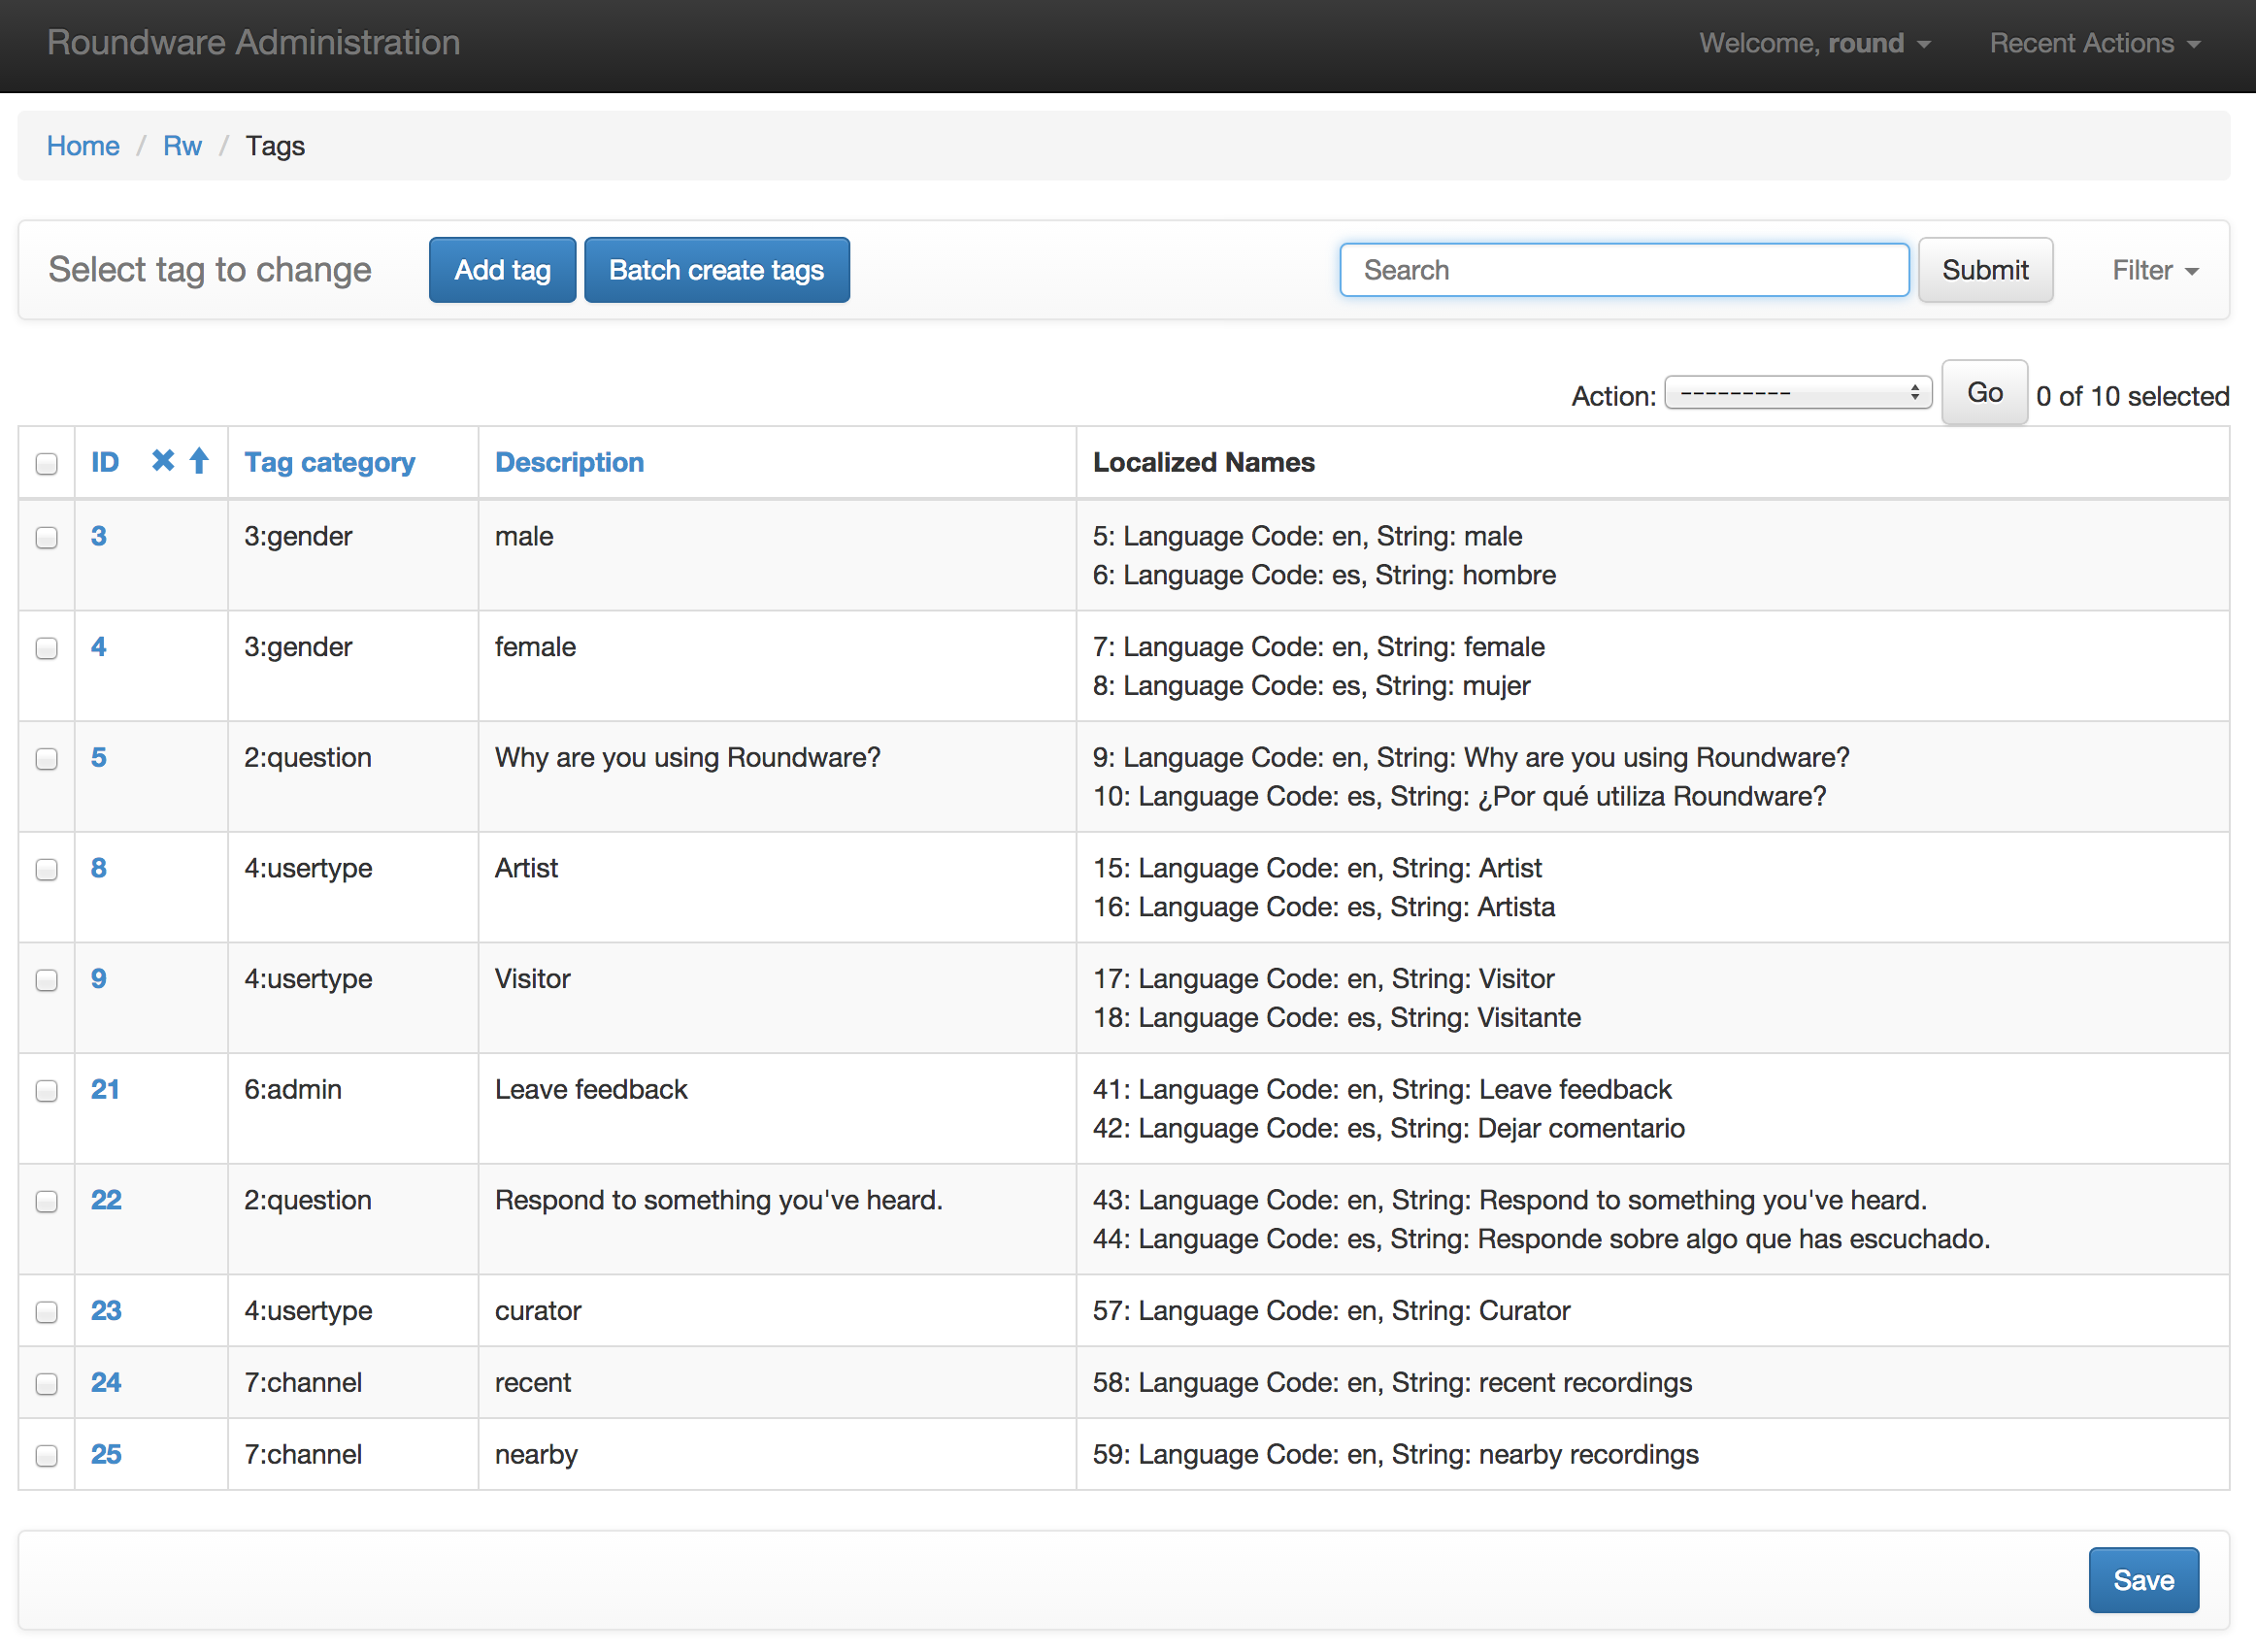 Roundware Administration
Welcome, round
Recent Actions
Home / Rw / Tags
Select tag to change
Add tag
Batch create tags
Search
Submit
Filter
Action: --------- Go 0 of 10 selected
ID Tag category Description Localized Names
3 3:gender male 5: Language Code: en, String: male
6: Language Code: es, String: hombre
4 3:gender female 7: Language Code: en, String: female
8: Language Code: es, String: mujer
5 2:question Why are you using Roundware? 9: Language Code: en, String: Why are you using Roundware?
10: Language Code: es, String: ¿Por qué utiliza Roundware?
8 4:usertype Artist 15: Language Code: en, String: Artist
16: Language Code: es, String: Artista
9 4:usertype Visitor 17: Language Code: en, String: Visitor
18: Language Code: es, String: Visitante
21 6:admin Leave feedback 41: Language Code: en, String: Leave feedback
42: Language Code: es, String: Dejar comentario
22 2:question Respond to something you've heard. 43: Language Code: en, String: Respond to something you've heard.
44: Language Code: es, String: Responde sobre algo que has escuchado.
23 4:usertype curator 57: Language Code: en, String: Curator
24 7:channel recent 58: Language Code: en, String: recent recordings
25 7:channel nearby 59: Language Code: en, String: nearby recordings
Save